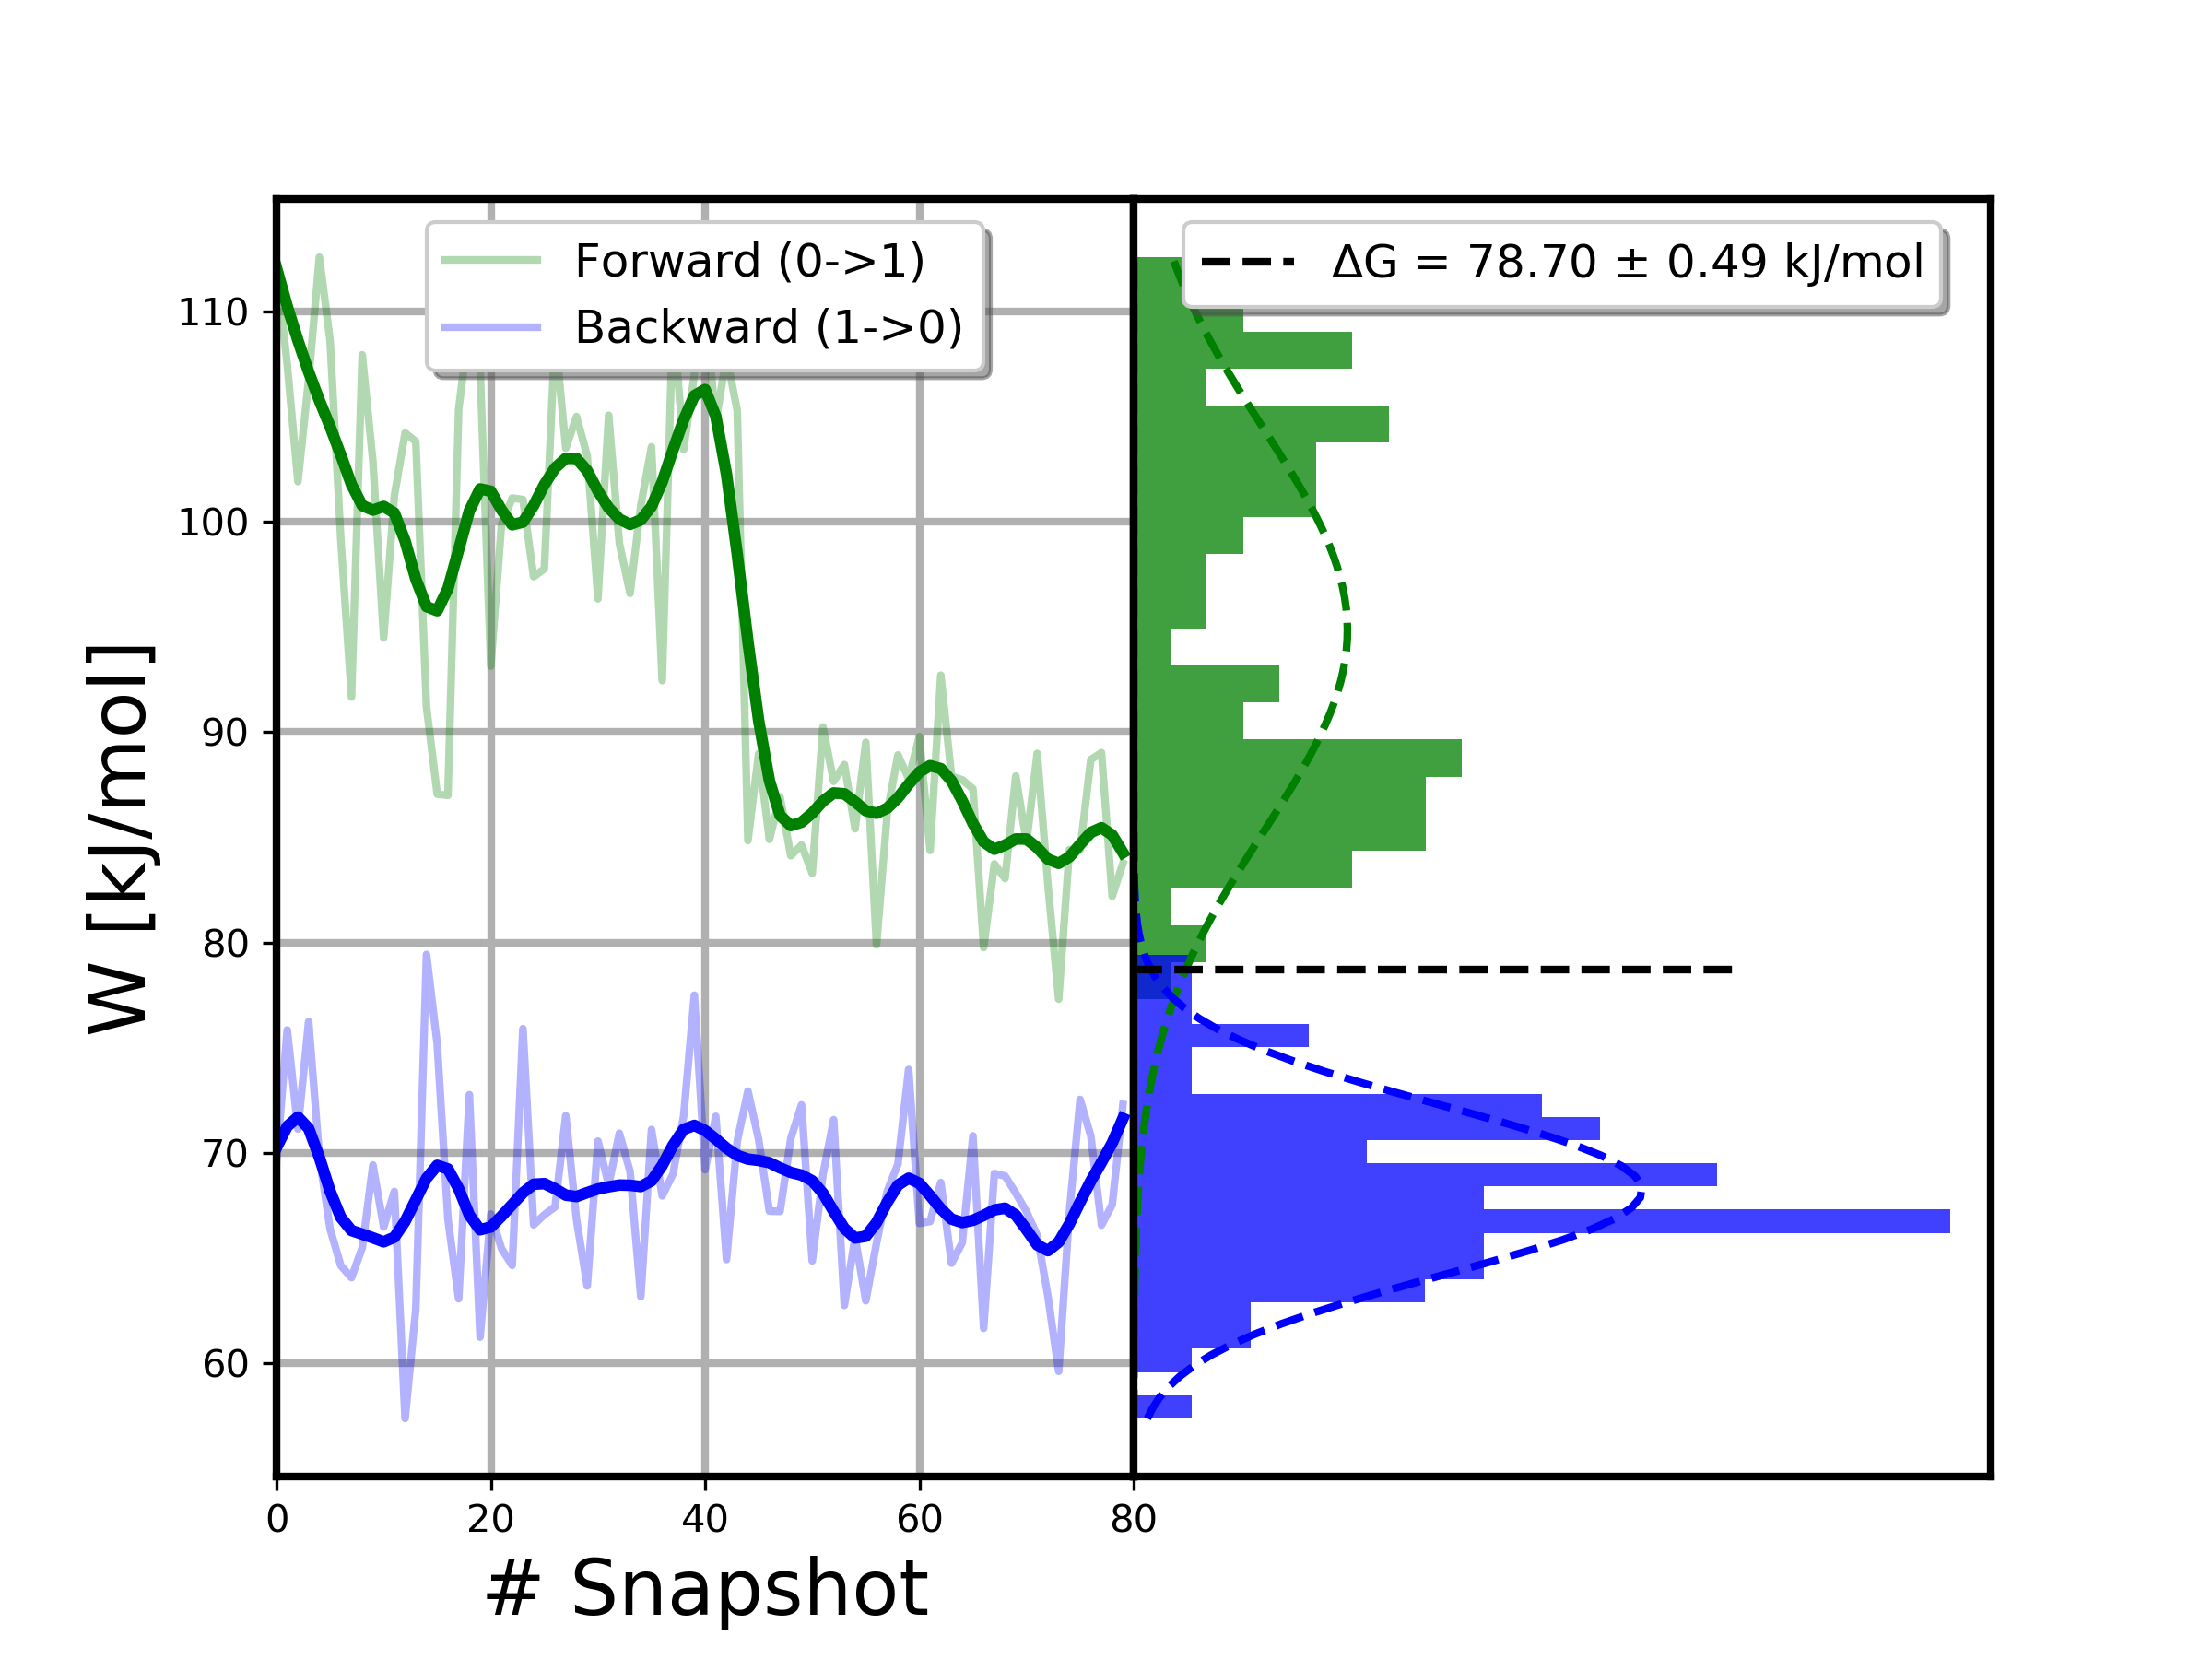 Forward (0->1)
Backward (1->0)
ΔG = 78.70 ± 0.49 kJ/mol
110
100
90
80
70
60
W [kJ/mol]
0
20
40
60
80
# Snapshot